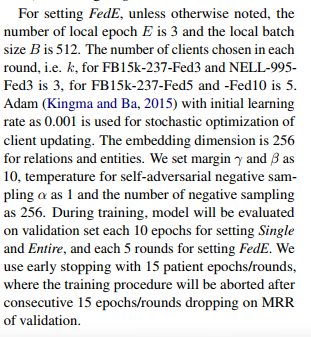 For setting FedE, unless otherwise noted, the
number of local epoch E is 3 and the local batch
size B is 512. The number of clients chosen in each
round, i.e. k, for FB15k-237-Fed3 and NELL-995-
Fed3 is 3, for FB15k-237-Fed5 and -Fed10 is 5.
Adam (Kingma and Ba, 2015) with initial learning
rate as 0.001 is used for stochastic optimization of
client updating. The embedding dimension is 256
for relations and entities. We set margin γ and β as
10, temperature for self-adversarial negative sam-
pling α as 1 and the number of negative sampling
as 256. During training, model will be evaluated
on validation set each 10 epochs for setting Single
and Entire, and each 5 rounds for setting FedE. We
use early stopping with 15 patient epochs/rounds,
where the training procedure will be aborted after
consecutive 15 epochs/rounds dropping on MRR
of validation.